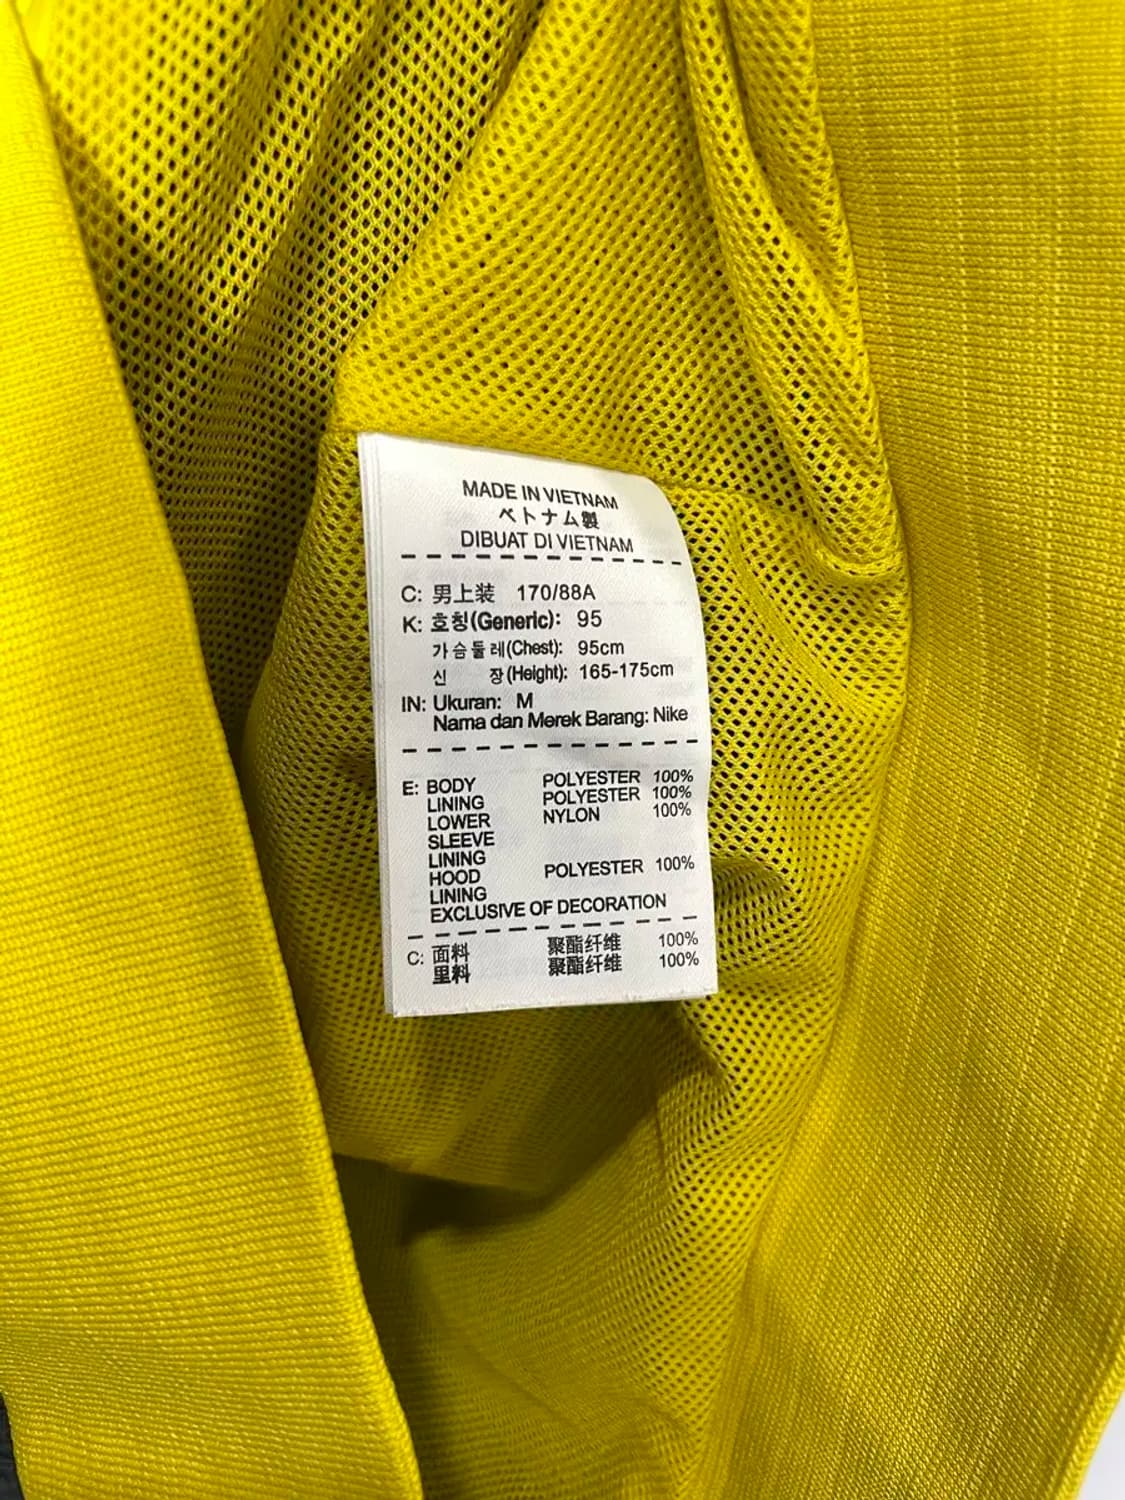 MADE IN VIETNAM
ベトナム製
DIBUAT DI VIETNAM
C: 男上装 170/88A
K: 호칭(Generic): 95
가슴둘레(Chest): 95cm
신 장(Height): 165-175cm
IN: Ukuran: M
Nama dan Merek Barang: Nike
E: BODY POLYESTER 100%
LINING POLYESTER 100%
LOWER NYLON 100%
SLEEVE
LINING
HOOD POLYESTER 100%
LINING
EXCLUSIVE OF DECORATION
C: 面料 聚酯纤维 100%
里料 聚酯纤维 100%